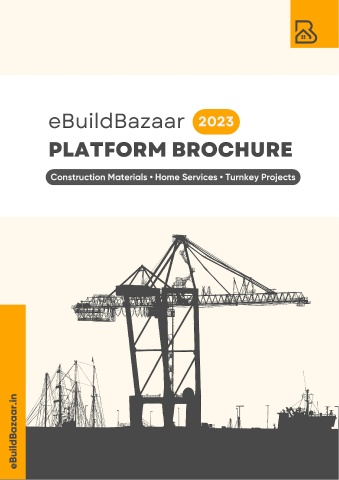 eBuildBazaar 2023
PLATFORM BROCHURE
Construction Materials • Home Services • Turnkey Projects
eBuildBazaar.in